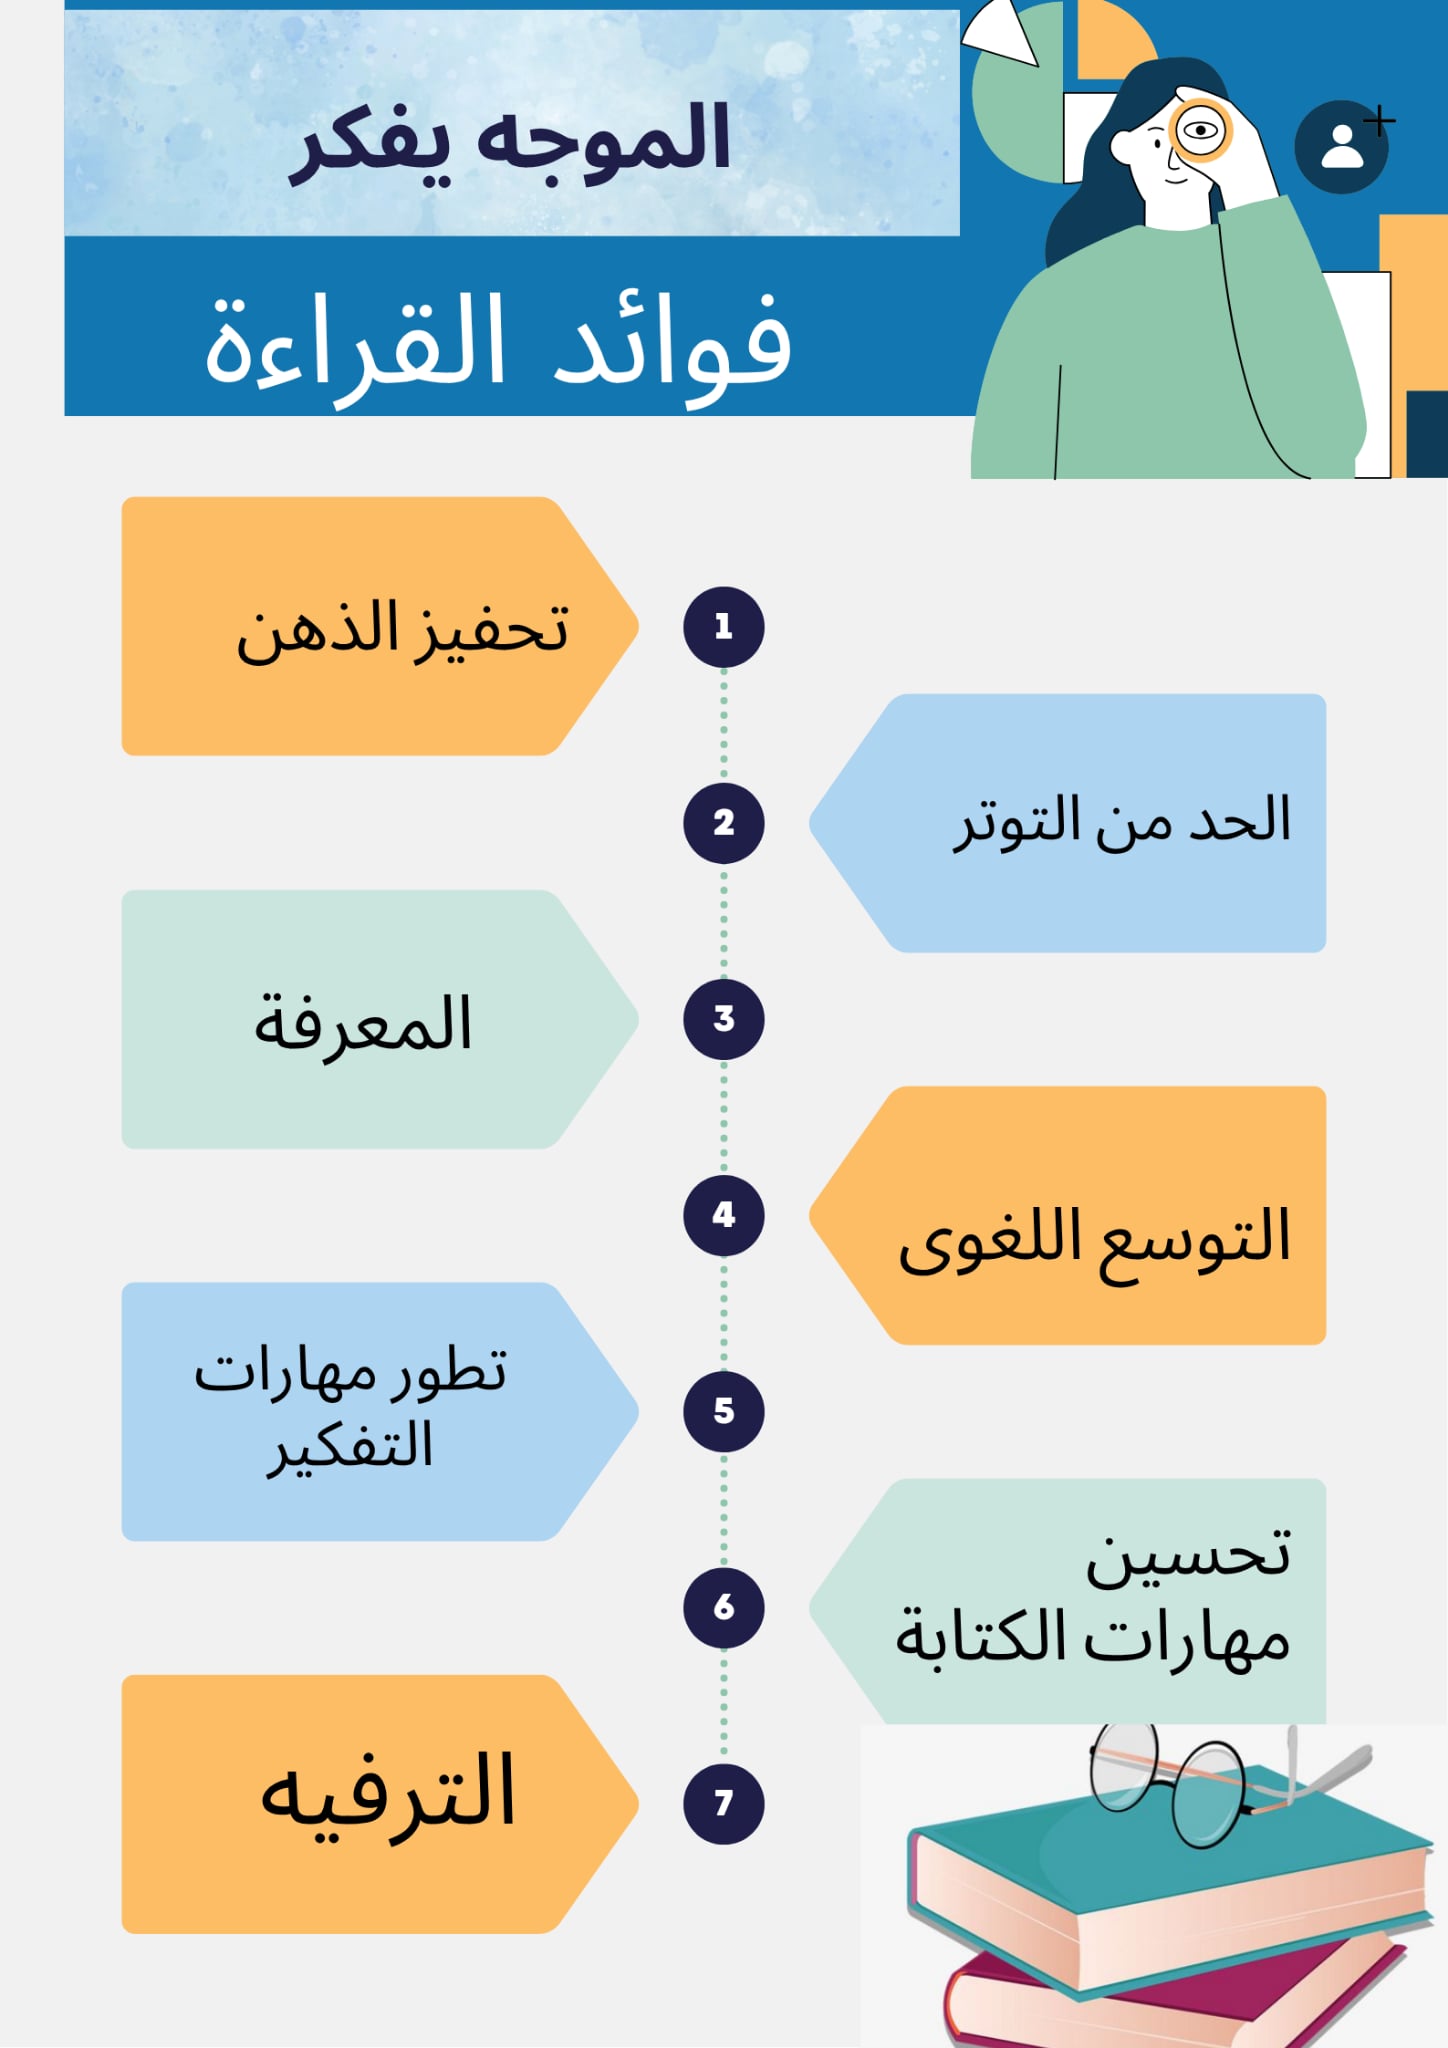 الموجه يفكر
فوائد القراءة
تحفيز الذهن
1
2
الحد من التوتر
المعرفة
3
4
التوسع اللغوى
تطور مهارات
التفكير
5
6
تحسين
مهارات الكتابة
الترفيه
7